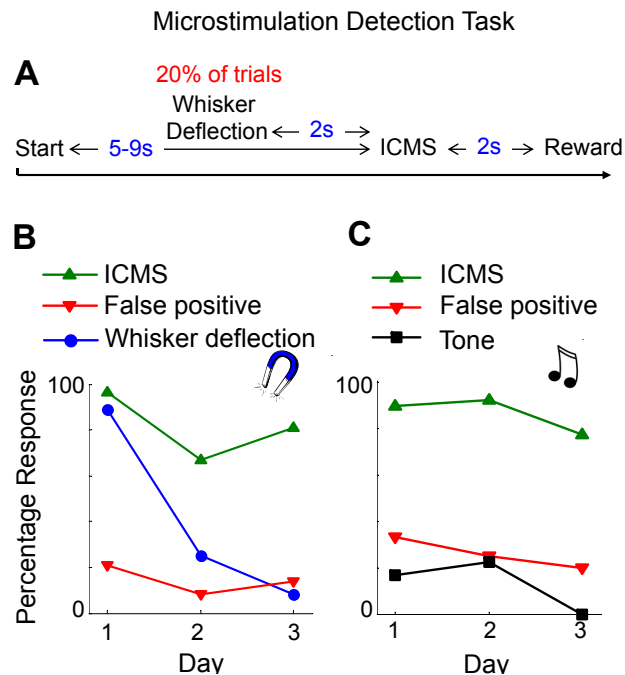 Microstimulation Detection Task
A
20% of trials
Whisker
Deflection
2s
Start
5-9s
ICMS
2s
Reward
B
ICMS
False positive
Whisker deflection
100
0
Percentage Response
1
2
3
Day
C
ICMS
False positive
Tone
100
0
1
2
3
Day